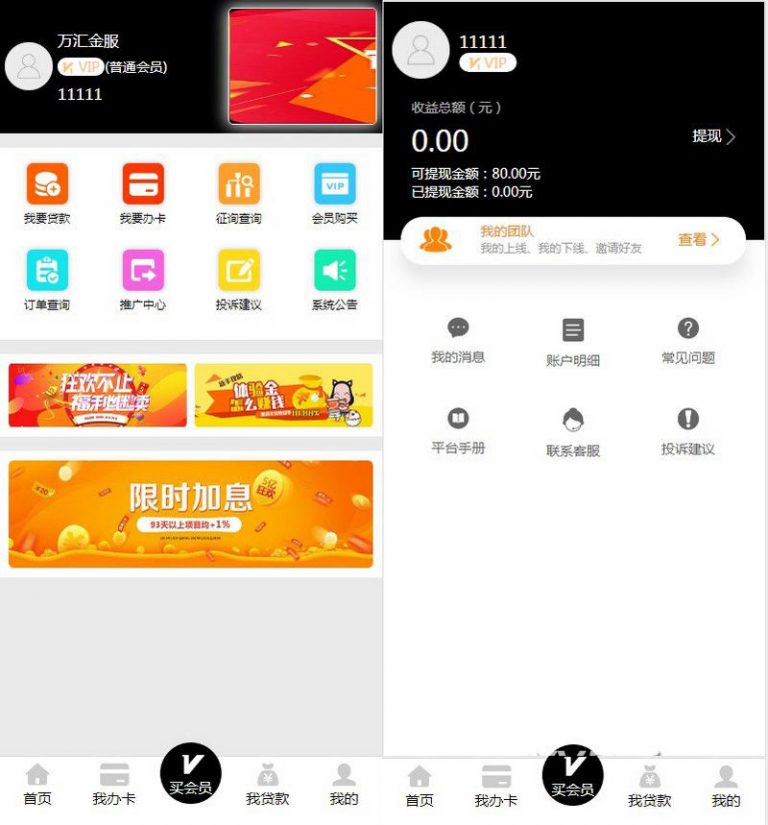 万汇金服
VIP(普通会员)
11111
我要贷款
我要办卡
征询查询
VIP
会员购买
订单查询
推广中心
投诉建议
系统公告
狂欢不止
新手攻略
体验金
怎么赚钱
限时加息
5亿
狂欢
93天以上项目均+1%
V
买会员
首页
我办卡
我贷款
我的
11111
VIP
收益总额（元）
0.00
提现
可提现金额：80.00元
已提现金额：0.00元
我的团队
我的上线、我的下线、邀请好友
查看
我的消息
账户明细
常见问题
平台手册
联系客服
投诉建议
V
买会员
首页
我办卡
我贷款
我的